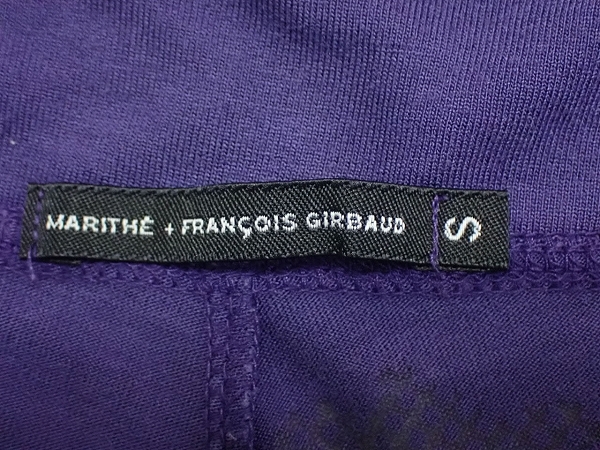 MARITHÉ + FRANÇOIS GIRBAUD
S